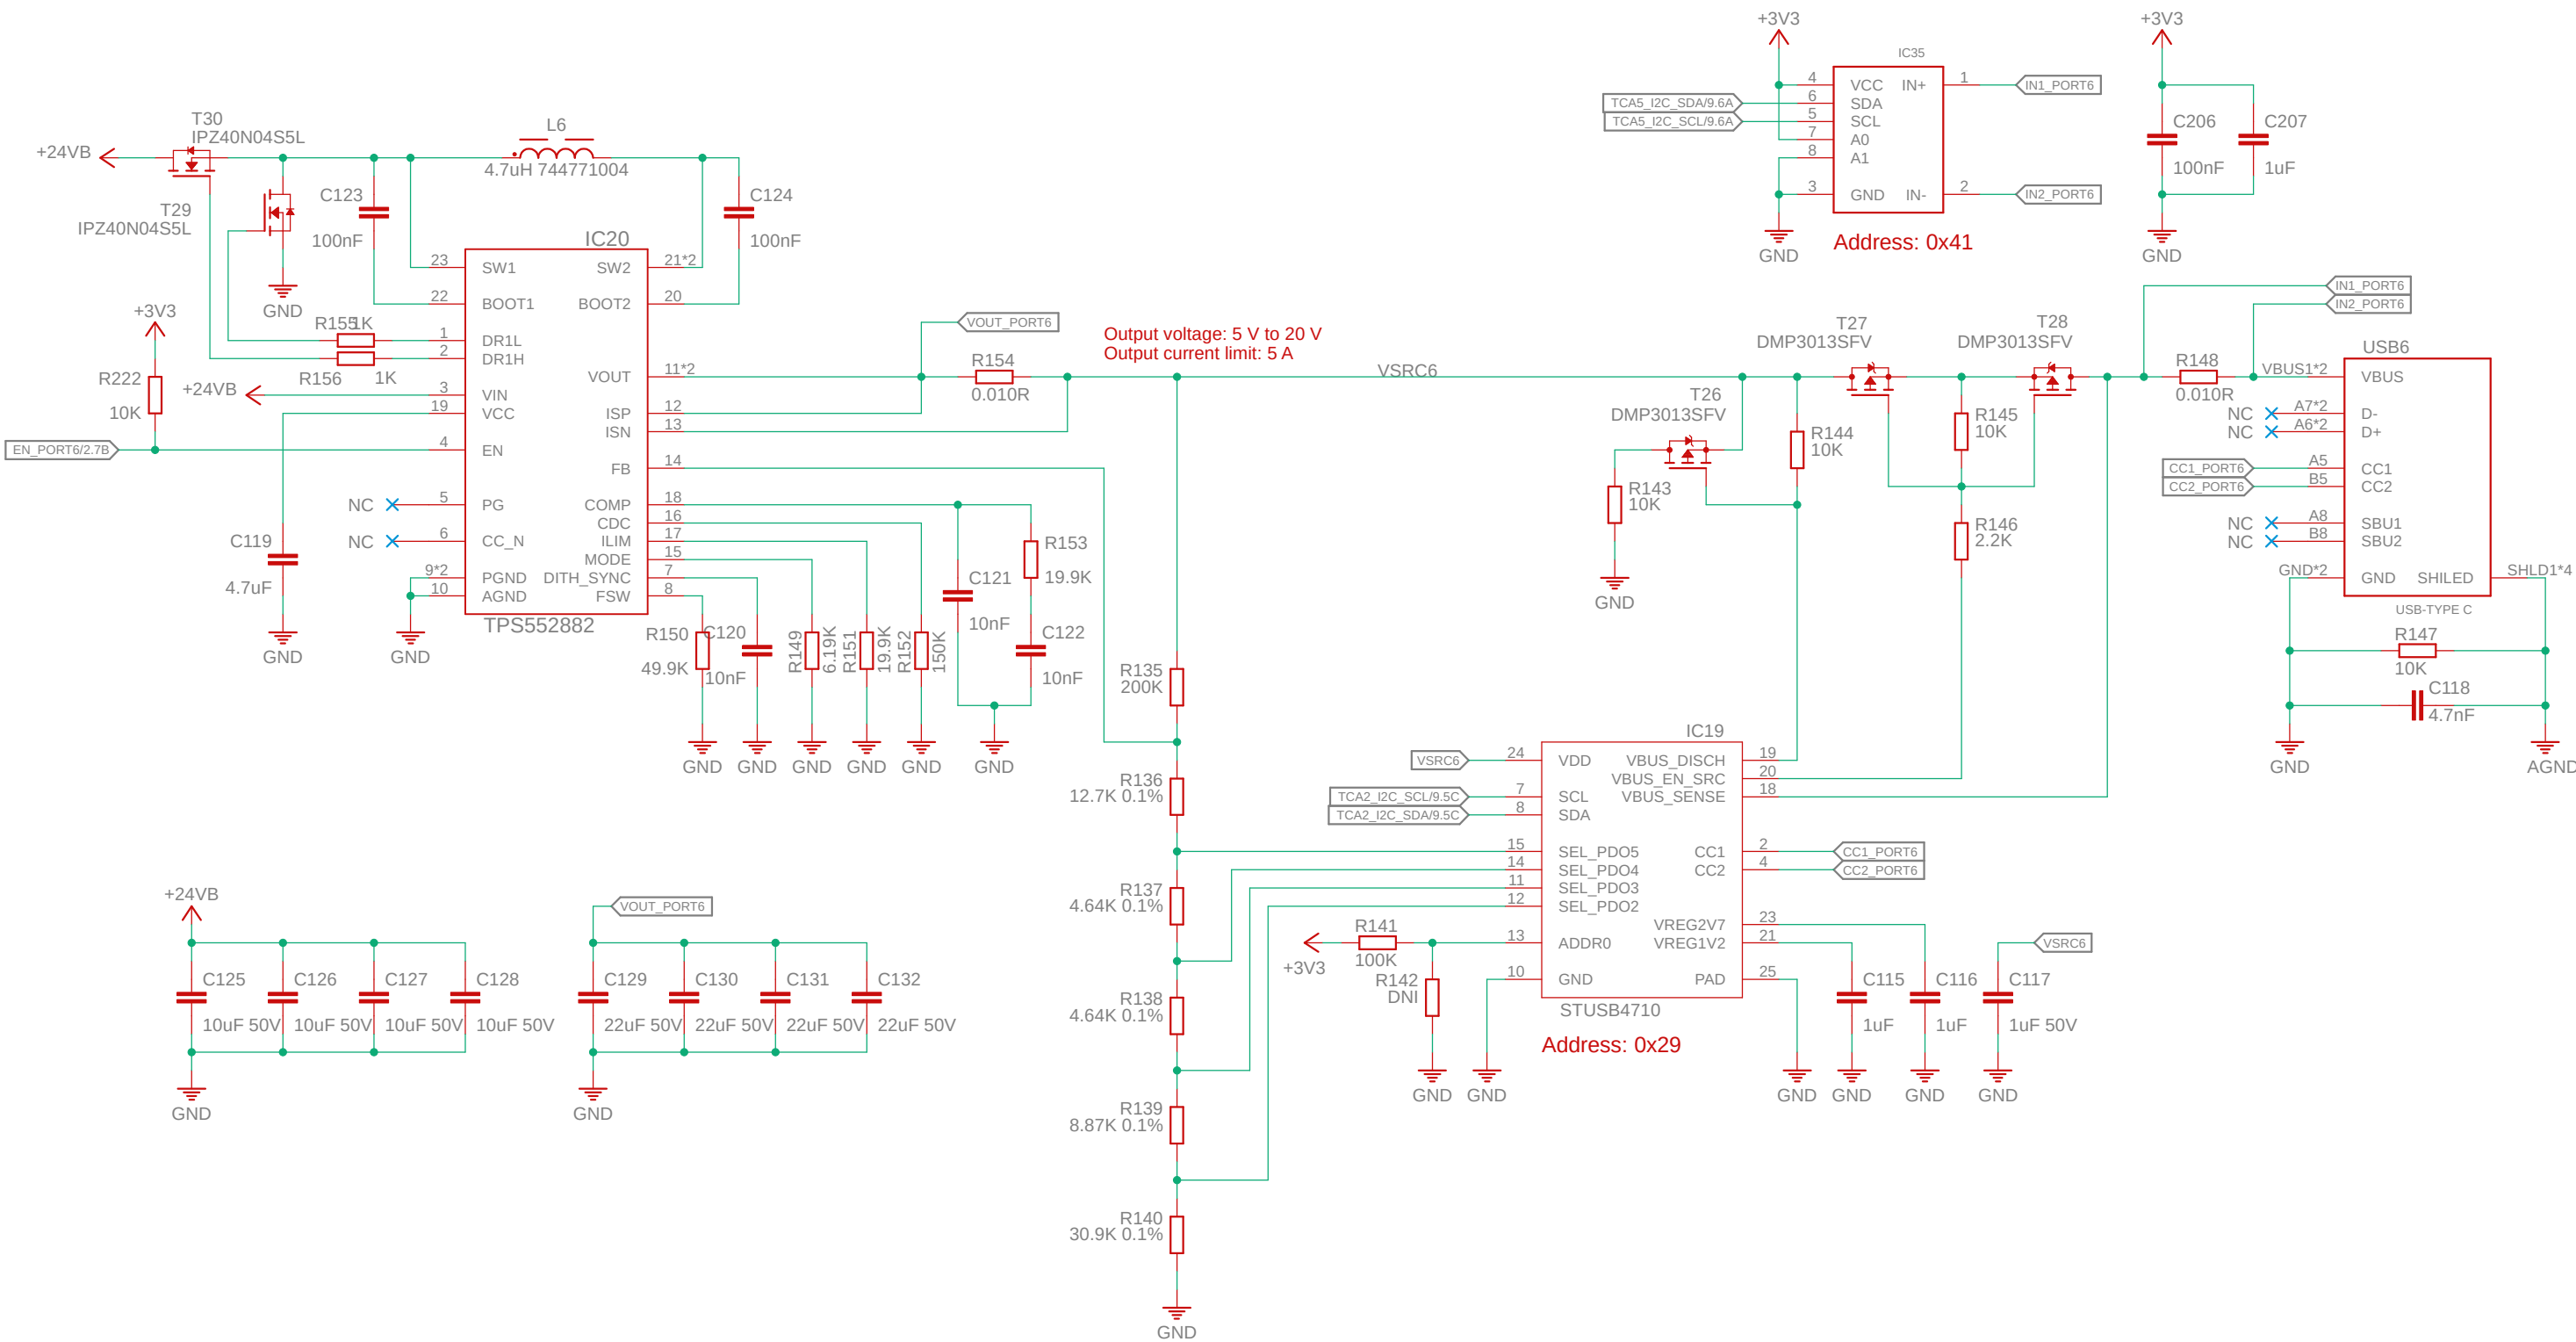 +3V3
+3V3
IC35
4 VCC IN+ 1
6 SDA
5 SCL
7 A0
8 A1
3 GND IN- 2
TCA5_I2C_SDA/9.6A
TCA5_I2C_SCL/9.6A
IN1_PORT6
IN2_PORT6
GND
Address: 0x41
C206
100nF
C207
1uF
GND
T30
IPZ40N04S5L
+24VB
L6
4.7uH 744771004
T29
IPZ40N04S5L
C123
100nF
C124
100nF
GND
IC20
23 SW1 SW2 21*2
22 BOOT1 BOOT2 20
1 DR1L
2 DR1H
VOUT 11*2
3 VIN
19 VCC ISP 12
ISN 13
4 EN
FB 14
5 PG COMP 18
CDC 16
6 CC_N ILIM 17
MODE 15
9*2 PGND DITH_SYNC 7
10 AGND FSW 8
TPS552882
+3V3
R155 1K
R156 1K
R222
10K
+24VB
EN_PORT6/2.7B
NC
NC
C119
4.7uF
GND
GND
VOUT_PORT6
R154
0.010R
Output voltage: 5 V to 20 V
Output current limit: 5 A
VSRC6
C121
10nF
R153
19.9K
C122
10nF
R150
49.9K
C120
10nF
R149
6.19K
R151
19.9K
R152
150K
GND
GND
GND
GND
GND
GND
T27
DMP3013SFV
T28
DMP3013SFV
T26
DMP3013SFV
R143
10K
R144
10K
R145
10K
R146
2.2K
GND
IN1_PORT6
IN2_PORT6
R148
0.010R
USB6
VBUS1*2 VBUS
NC A7*2 D-
NC A6*2 D+
CC1_PORT6 A5 CC1
CC2_PORT6 B5 CC2
NC A8 SBU1
NC B8 SBU2
GND*2 GND SHILED SHLD1*4
USB-TYPE C
R147
10K
C118
4.7nF
GND
AGND
R135
200K
R136
12.7K 0.1%
R137
4.64K 0.1%
R138
4.64K 0.1%
R139
8.87K 0.1%
R140
30.9K 0.1%
GND
IC19
VSRC6 24 VDD VBUS_DISCH 19
VBUS_EN_SRC 20
TCA2_I2C_SCL/9.5C 7 SCL VBUS_SENSE 18
TCA2_I2C_SDA/9.5C 8 SDA
15 SEL_PDO5 CC1 2 CC1_PORT6
14 SEL_PDO4 CC2 4 CC2_PORT6
11 SEL_PDO3
12 SEL_PDO2
VREG2V7 23
13 ADDR0 VREG1V2 21
10 GND PAD 25
STUSB4710
Address: 0x29
R141
100K
+3V3
R142
DNI
GND
GND
VSRC6
C115
1uF
C116
1uF
C117
1uF 50V
GND
GND
GND
GND
+24VB
C125
10uF 50V
C126
10uF 50V
C127
10uF 50V
C128
10uF 50V
GND
VOUT_PORT6
C129
22uF 50V
C130
22uF 50V
C131
22uF 50V
C132
22uF 50V
GND